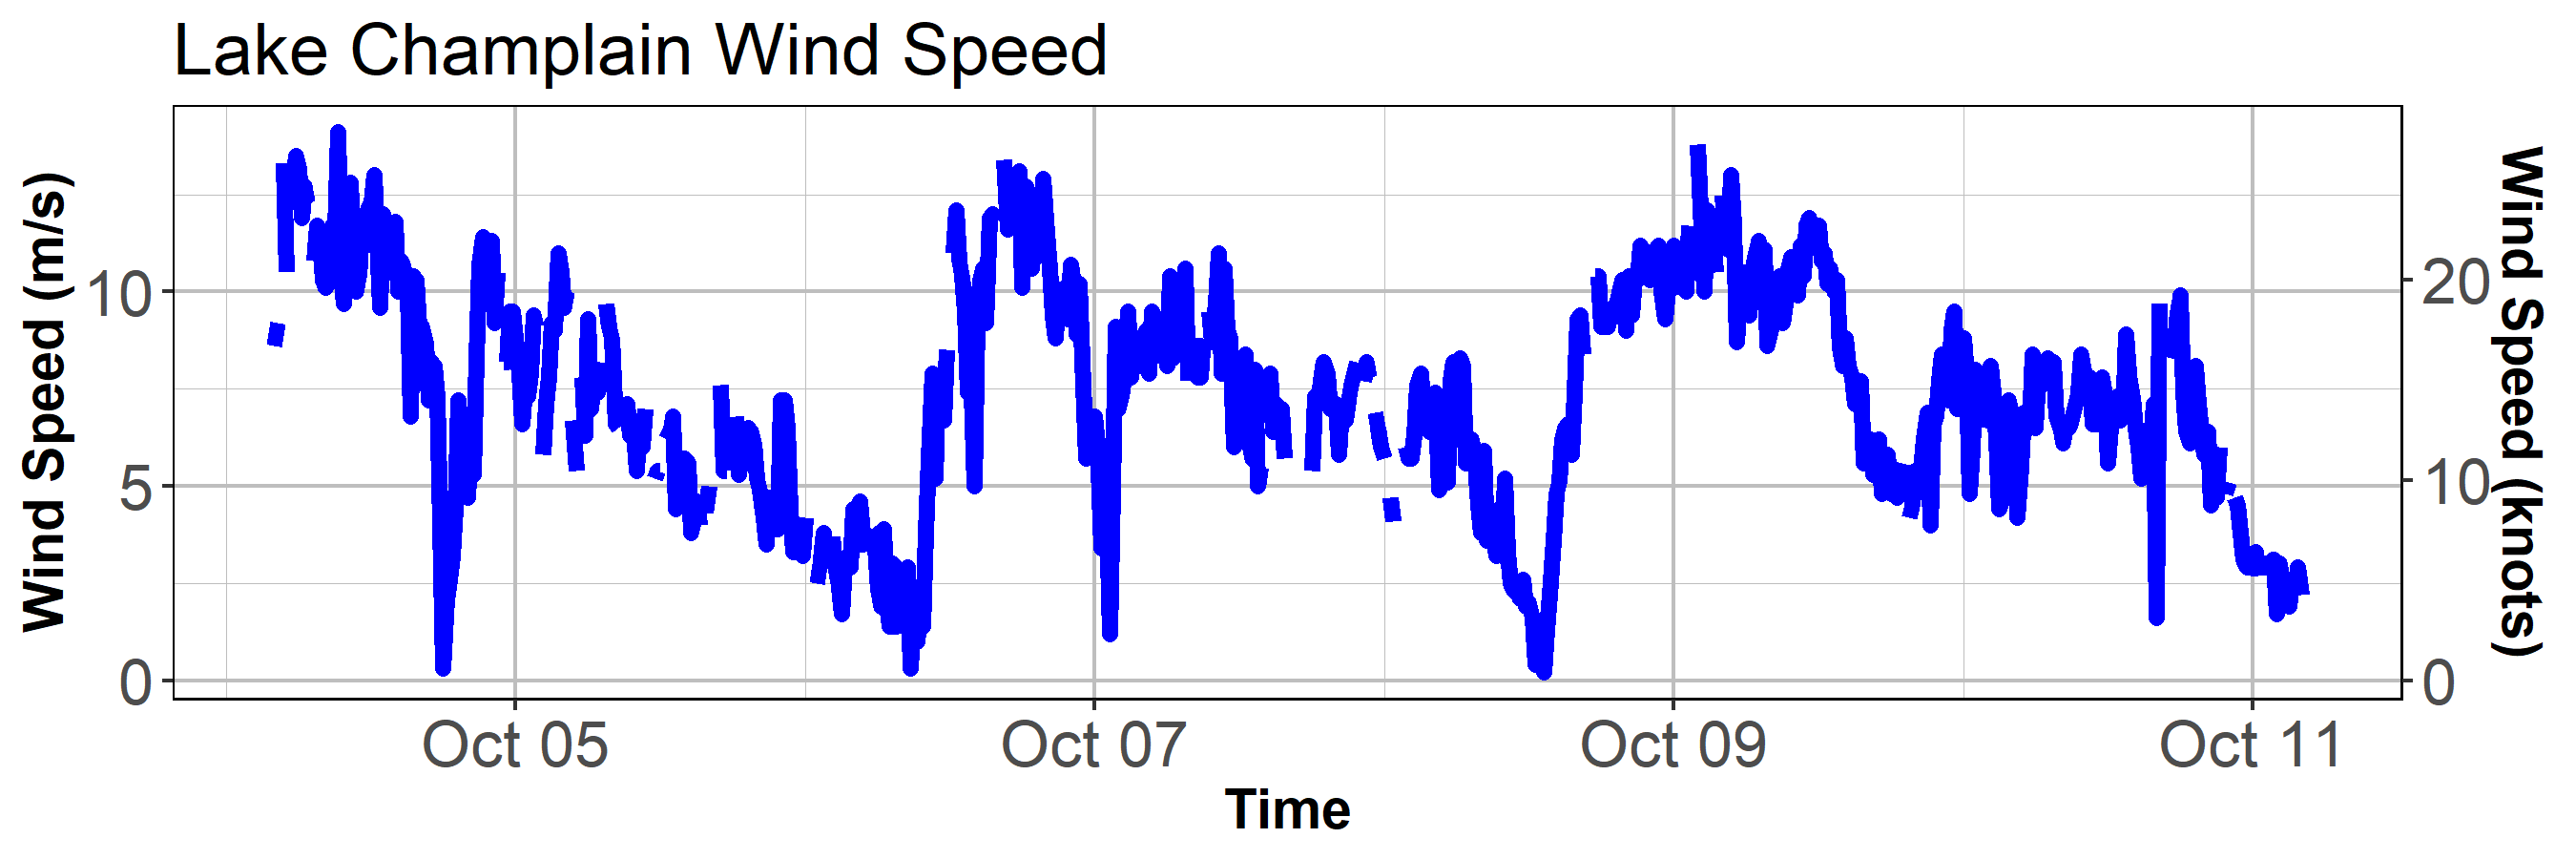 Lake Champlain Wind Speed
Wind Speed (m/s)
10
5
0
20
10
0
Wind Speed (knots)
Oct 05 Oct 07 Oct 09 Oct 11
Time